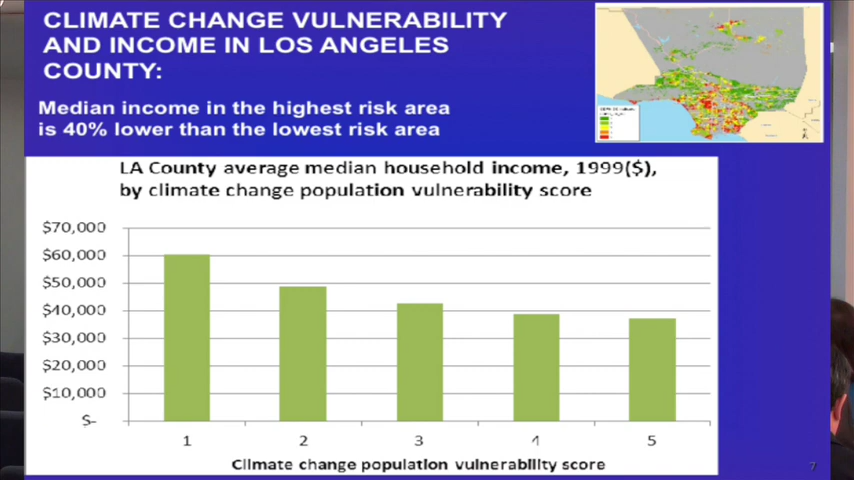 CLIMATE CHANGE VULNERABILITY
AND INCOME IN LOS ANGELES
COUNTY:
Median income in the highest risk area
is 40% lower than the lowest risk area
LA County average median household income, 1999($),
by climate change population vulnerability score
$70,000
$60,000
$50,000
$40,000
$30,000
$20,000
$10,000
$-
1 2 3 4 5
Climate change population vulnerability score
7